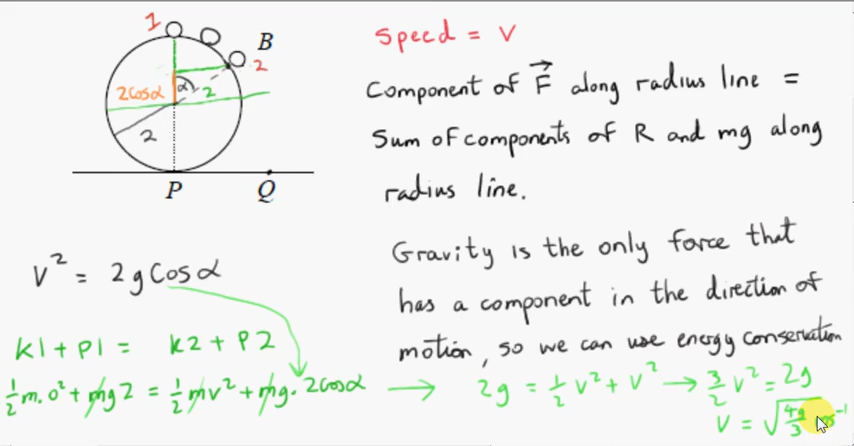 1
B
2
2Cosα
α
2
2
P
Q
Speed = V
Component of F⃗ along radius line =
Sum of components of R and mg along
radius line.
V² = 2gCosα
Gravity is the only force that
has a component in the direction of
motion, so we can use energy conservation
K1 + P1 = K2 + P2
½m.0² + mg2 = ½mv² + mg.2Cosα → 2g = ½v² + v² → 3/2 v² = 2g
V = √(4g/3) ms⁻¹